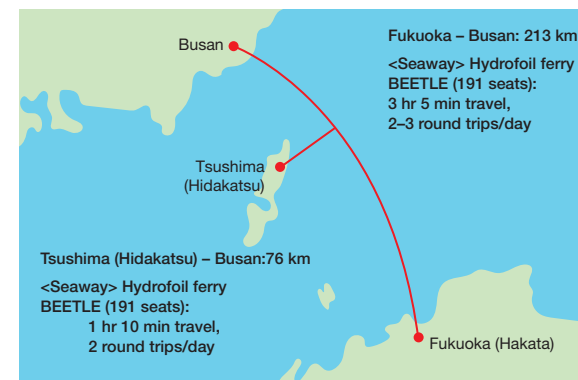 Busan
Fukuoka – Busan: 213 km
<Seaway> Hydrofoil ferry
BEETLE (191 seats):
3 hr 5 min travel,
2–3 round trips/day
Tsushima
(Hidakatsu)
Tsushima (Hidakatsu) – Busan:76 km
<Seaway> Hydrofoil ferry
BEETLE (191 seats):
1 hr 10 min travel,
2 round trips/day
Fukuoka (Hakata)